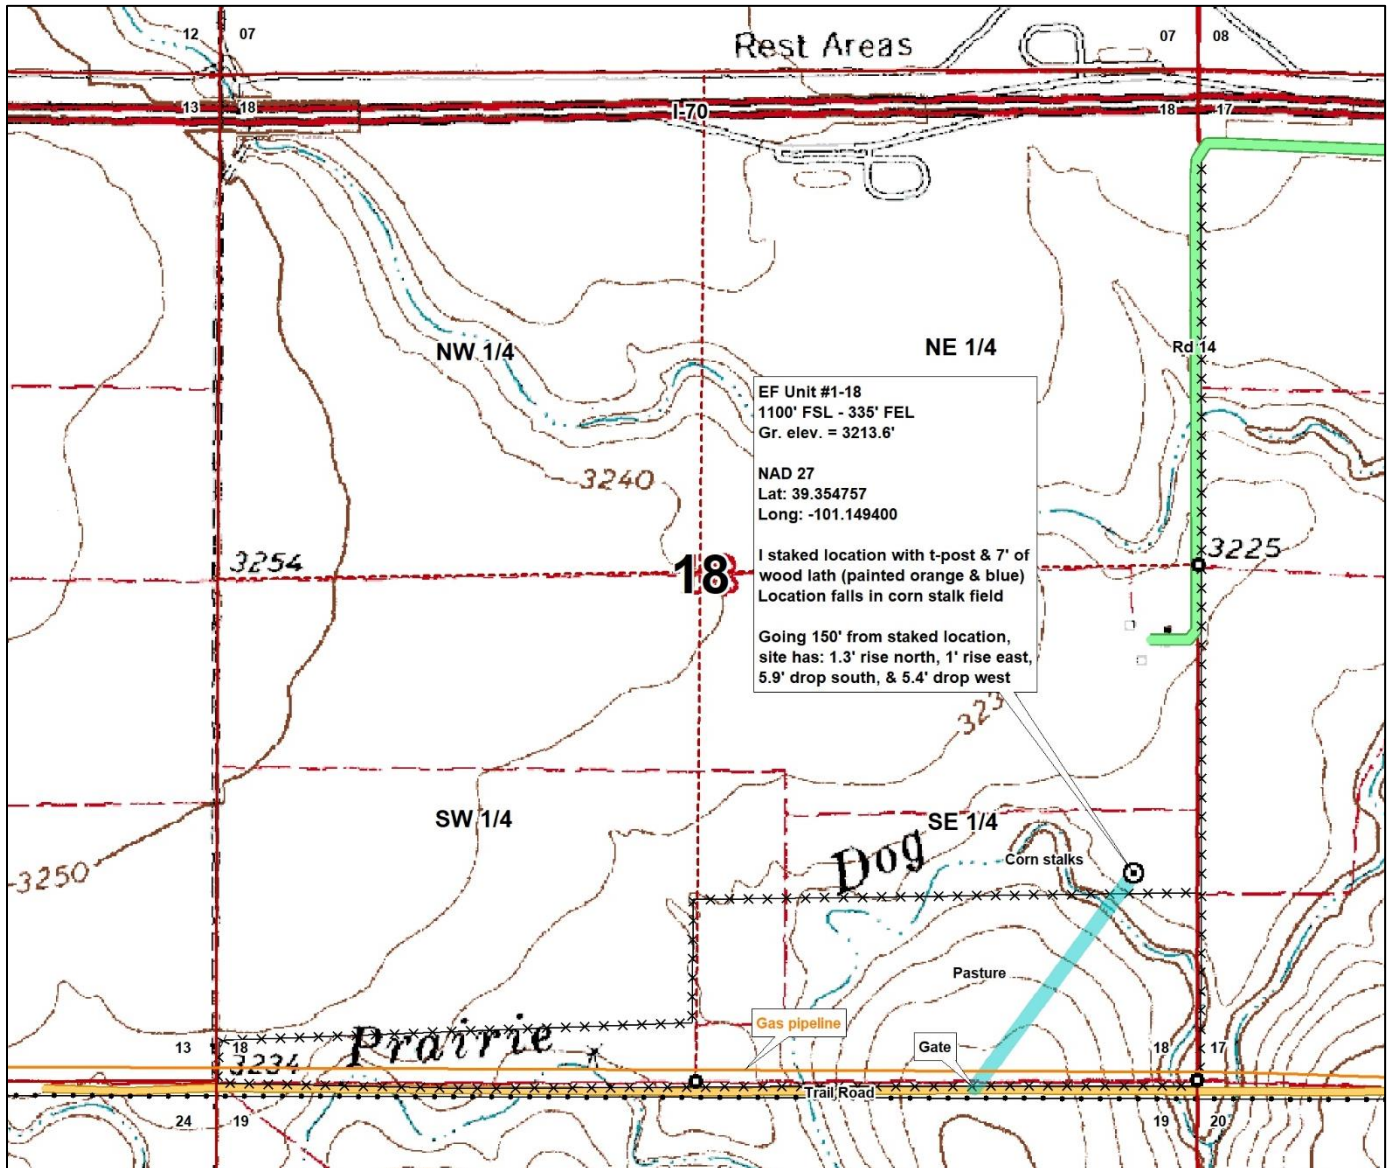 12 07
Rest Areas
07 08
13 18
I-70
18 17
Rd 14
NW 1/4
NE 1/4
EF Unit #1-18
1100' FSL - 335' FEL
Gr. elev. = 3213.6'
NAD 27
Lat: 39.354757
Long: -101.149400
I staked location with t-post & 7' of
wood lath (painted orange & blue)
Location falls in corn stalk field
Going 150' from staked location,
site has: 1.3' rise north, 1' rise east,
5.9' drop south, & 5.4' drop west
3240
3254
18
3225
323
SW 1/4
SE 1/4
Dog
Corn stalks
3250
Pasture
Gas pipeline
Prairie
Gate
13 18
18 17
3234
Trail Road
24 19
19 20